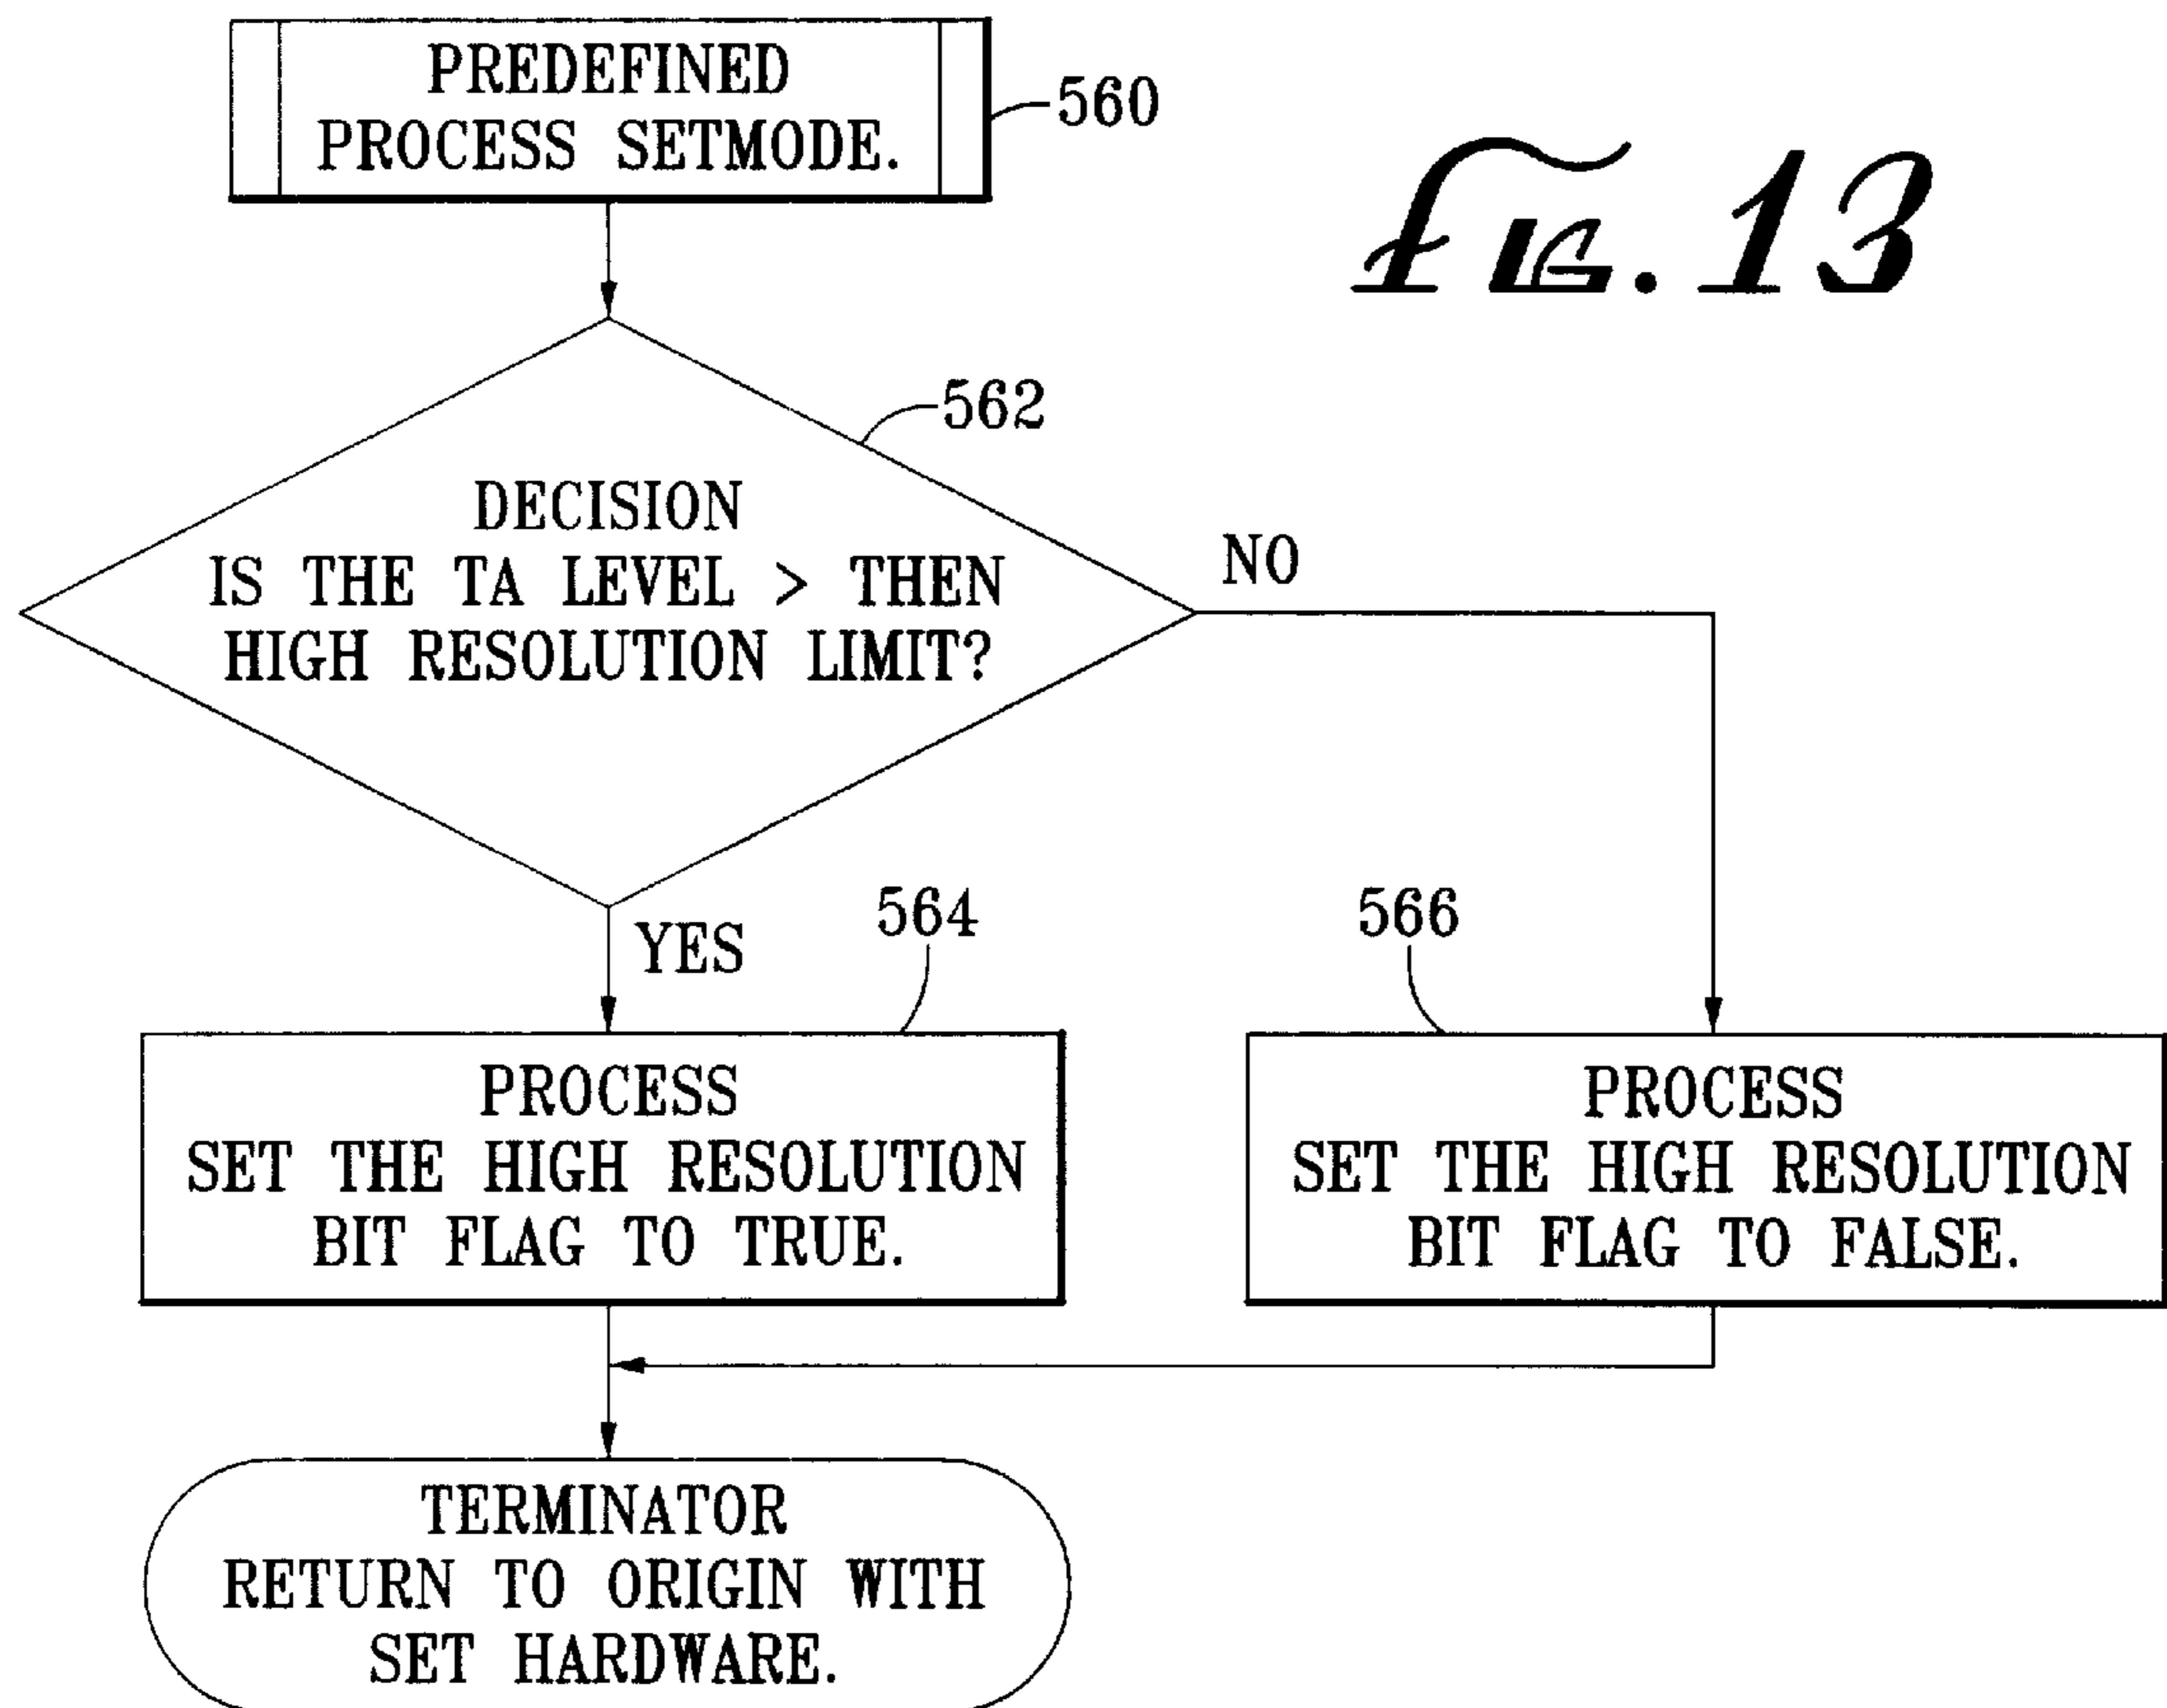 PREDEFINED
PROCESS SETMODE.
560
FIG. 13
562
DECISION
IS THE TA LEVEL > THEN
HIGH RESOLUTION LIMIT?
NO
YES
564
566
PROCESS
SET THE HIGH RESOLUTION
BIT FLAG TO TRUE.
PROCESS
SET THE HIGH RESOLUTION
BIT FLAG TO FALSE.
TERMINATOR
RETURN TO ORIGIN WITH
SET HARDWARE.